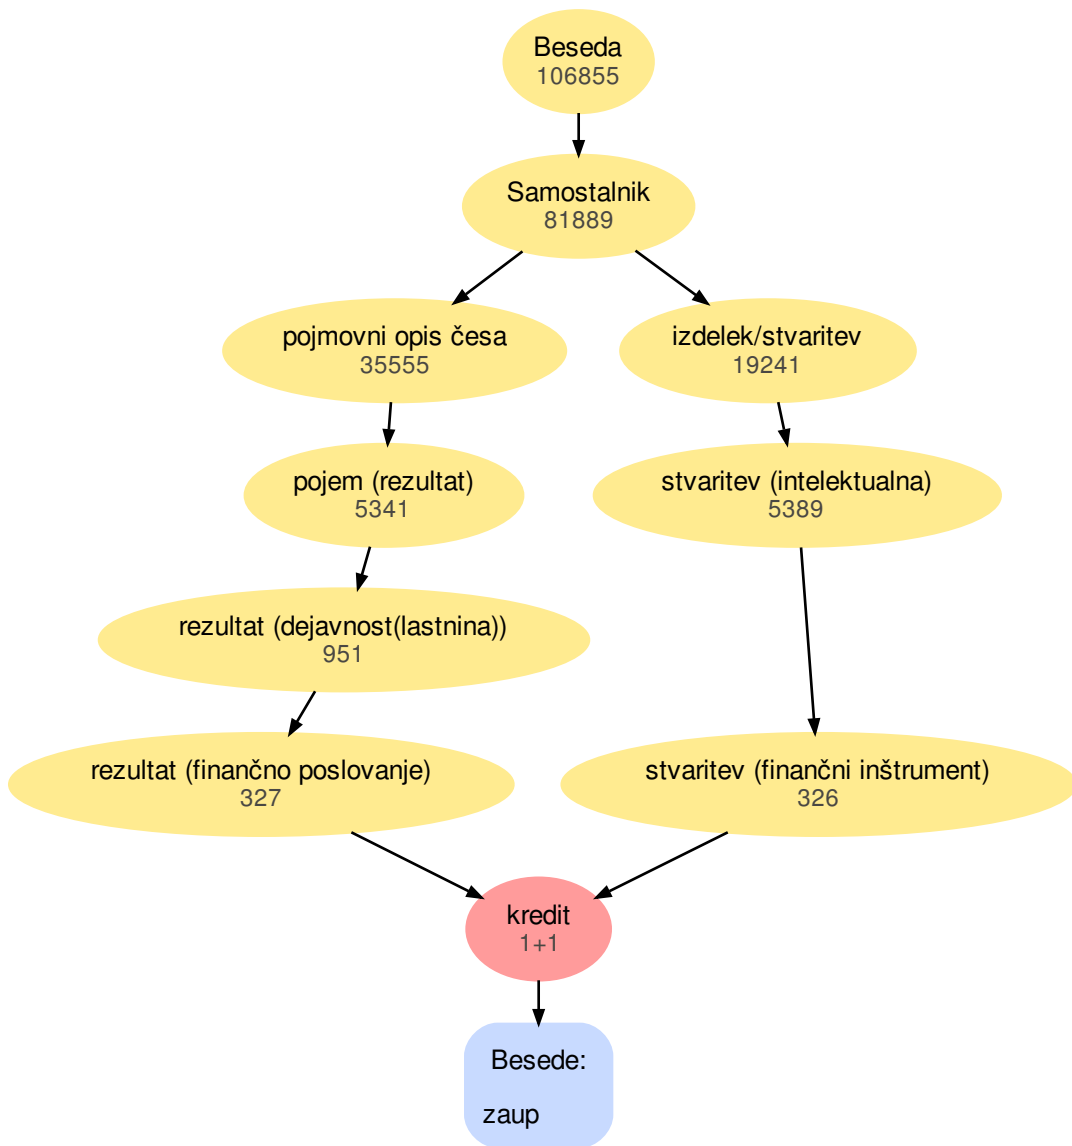 Beseda
106855
Samostalnik
81889
pojmovni opis česa
35555
izdelek/stvaritev
19241
pojem (rezultat)
5341
stvaritev (intelektualna)
5389
rezultat (dejavnost(lastnina))
951
rezultat (finančno poslovanje)
327
stvaritev (finančni inštrument)
326
kredit
1+1
Besede:
zaup